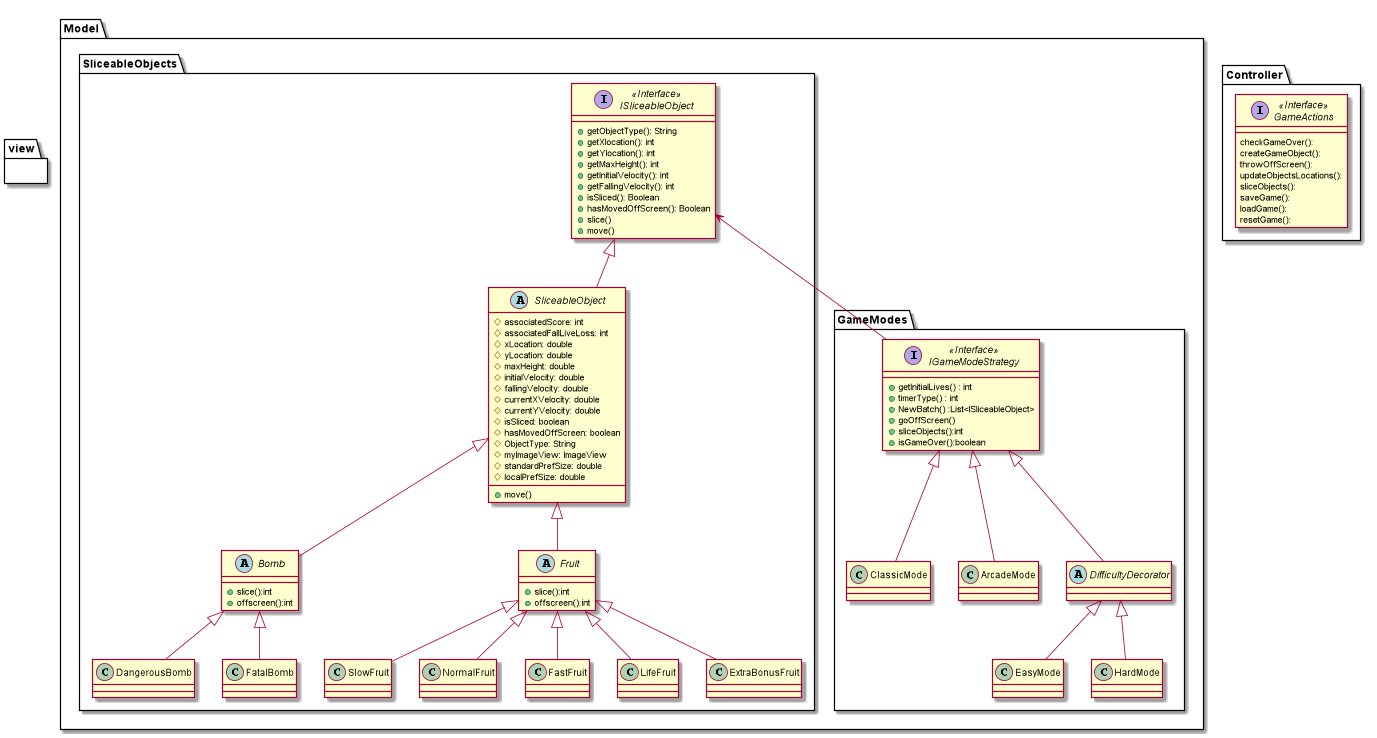 Model
SliceableObjects
«Interface»
ISliceableObject
getObjectType(): String
getXlocation(): int
getYlocation(): int
getMaxHeight(): int
getInitialVelocity(): int
getFallingVelocity(): int
isSliced(): Boolean
hasMovedOffScreen(): Boolean
slice()
move()
SliceableObject
associatedScore: int
associatedFallLiveLoss: int
xLocation: double
yLocation: double
maxHeight: double
initialVelocity: double
fallingVelocity: double
currentXVelocity: double
currentYVelocity: double
isSliced: boolean
hasMovedOffScreen: boolean
ObjectType: String
myImageView: ImageView
standardPrefSize: double
localPrefSize: double
move()
Bomb
slice():int
offscreen():int
Fruit
slice():int
offscreen():int
DangerousBomb
FatalBomb
SlowFruit
NormalFruit
FastFruit
LifeFruit
ExtraBonusFruit
GameModes
«Interface»
IGameModeStrategy
getInitialLives() : int
timerType() : int
NewBatch() :List<ISliceableObject>
goOffScreen()
sliceObjects():int
isGameOver():boolean
ClassicMode
ArcadeMode
DifficultyDecorator
EasyMode
HardMode
Controller
«Interface»
GameActions
checkGameOver():
createGameObject():
throwOffScreen():
updateObjectsLocations():
sliceObjects():
saveGame():
loadGame():
resetGame():
view